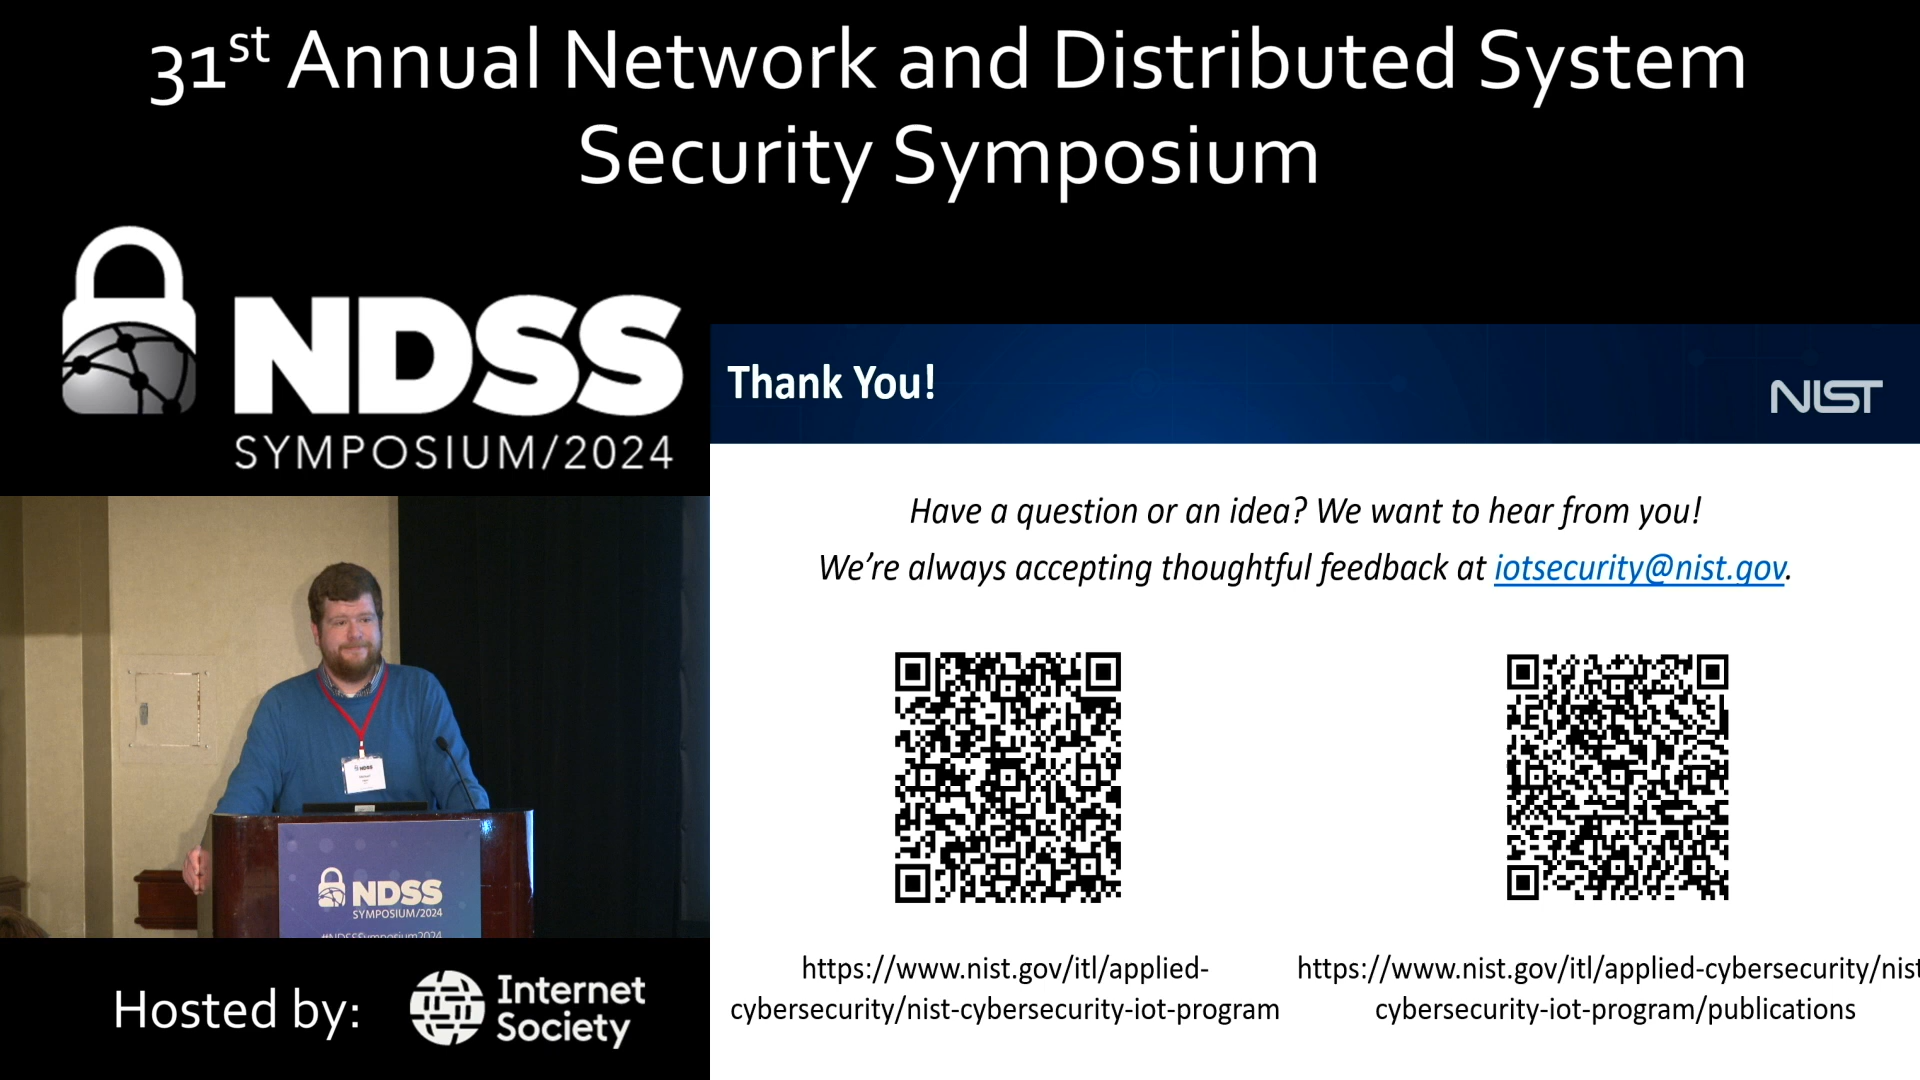 31st Annual Network and Distributed System
Security Symposium
NDSS
SYMPOSIUM/2024
Thank You!
NIST
Have a question or an idea? We want to hear from you!
We're always accepting thoughtful feedback at iotsecurity@nist.gov.
https://www.nist.gov/itl/applied-
cybersecurity/nist-cybersecurity-iot-program
https://www.nist.gov/itl/applied-cybersecurity/nist
cybersecurity-iot-program/publications
NDSS
NDSS
SYMPOSIUM/2024
#NDSSSymposium2024
Hosted by:
Internet
Society